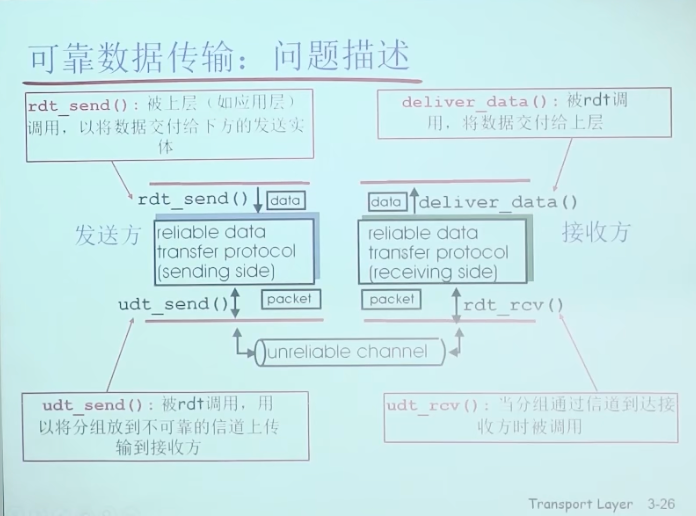 可靠数据传输：问题描述
rdt_send()：被上层（如应用层）
调用，以将数据交付给下方的发送实
体
deliver_data()：被rdt调
用，将数据交付给上层
rdt_send()
data
data
deliver_data()
发送方
reliable data
transfer protocol
(sending side)
reliable data
transfer protocol
(receiving side)
接收方
udt_send()
packet
packet
rdt_rcv()
unreliable channel
udt_send()：被rdt调用，用
以将分组放到不可靠的信道上传
输到接收方
udt_rcv()：当分组通过信道到达接
收方时被调用
Transport Layer 3-26